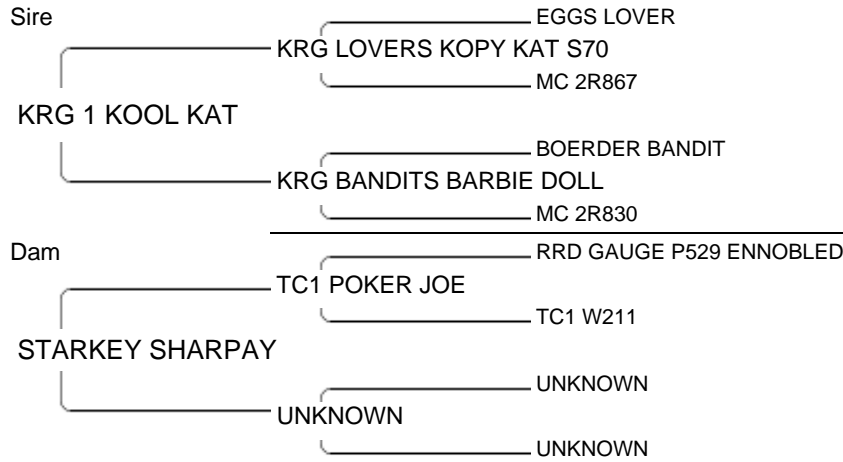 Sire
EGGS LOVER
KRG LOVERS KOPY KAT S70
MC 2R867
KRG 1 KOOL KAT
BOERDER BANDIT
KRG BANDITS BARBIE DOLL
MC 2R830
Dam
RRD GAUGE P529 ENNOBLED
TC1 POKER JOE
TC1 W211
STARKEY SHARPAY
UNKNOWN
UNKNOWN
UNKNOWN